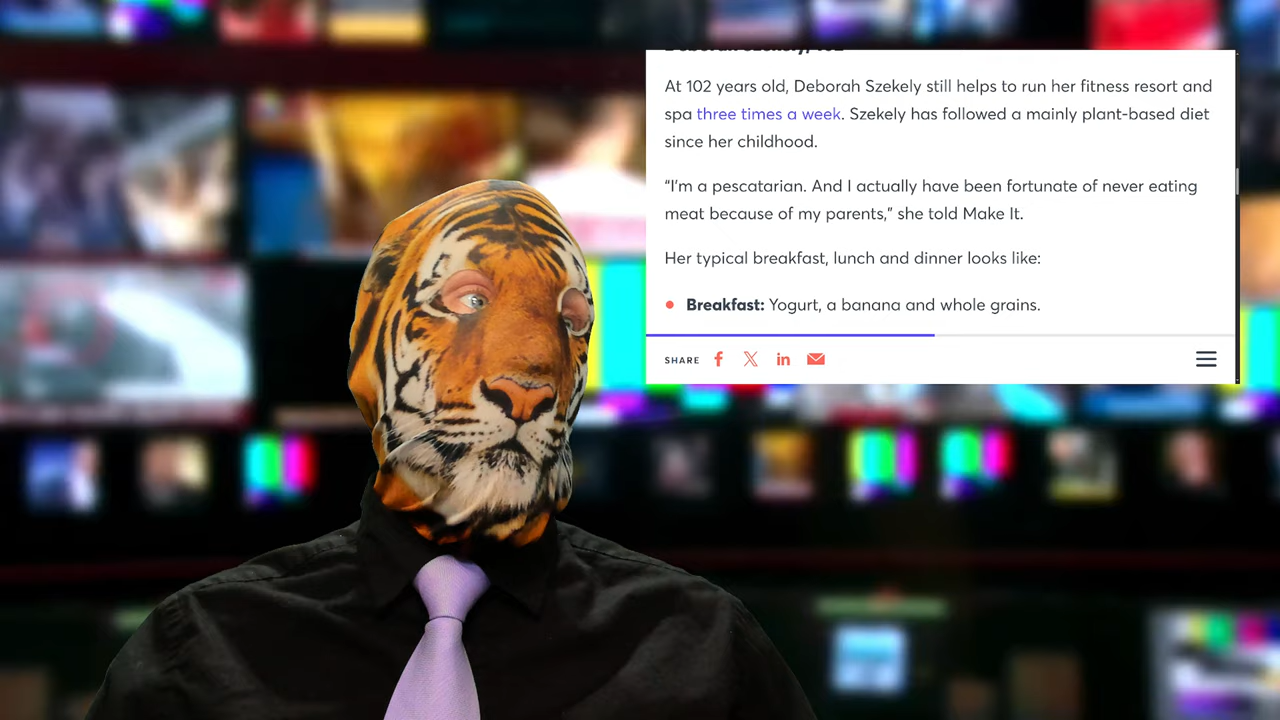 At 102 years old, Deborah Szekely still helps to run her fitness resort and
spa three times a week. Szekely has followed a mainly plant-based diet
since her childhood.
“I’m a pescatarian. And I actually have been fortunate of never eating
meat because of my parents,” she told Make It.
Her typical breakfast, lunch and dinner looks like:
Breakfast: Yogurt, a banana and whole grains.
SHARE